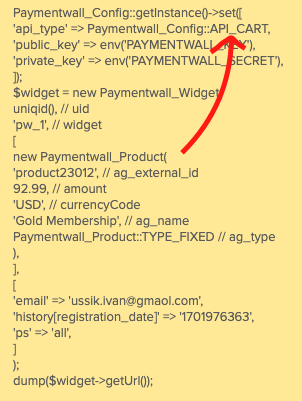 Paymentwall_Config::getInstance()->set([
'api_type' => Paymentwall_Config::API_CART,
'public_key' => env('PAYMENTWALL_KEY'),
'private_key' => env('PAYMENTWALL_SECRET'),
]);
$widget = new Paymentwall_Widget(
uniqid(), // uid
'pw_1', // widget
[
new Paymentwall_Product(
'product23012', // ag_external_id
92.99, // amount
'USD', // currencyCode
'Gold Membership', // ag_name
Paymentwall_Product::TYPE_FIXED // ag_type
),
],
[
'email' => 'ussik.ivan@gmaol.com',
'history[registration_date]' => '1701976363',
'ps' => 'all',
]
);
dump($widget->getUrl());